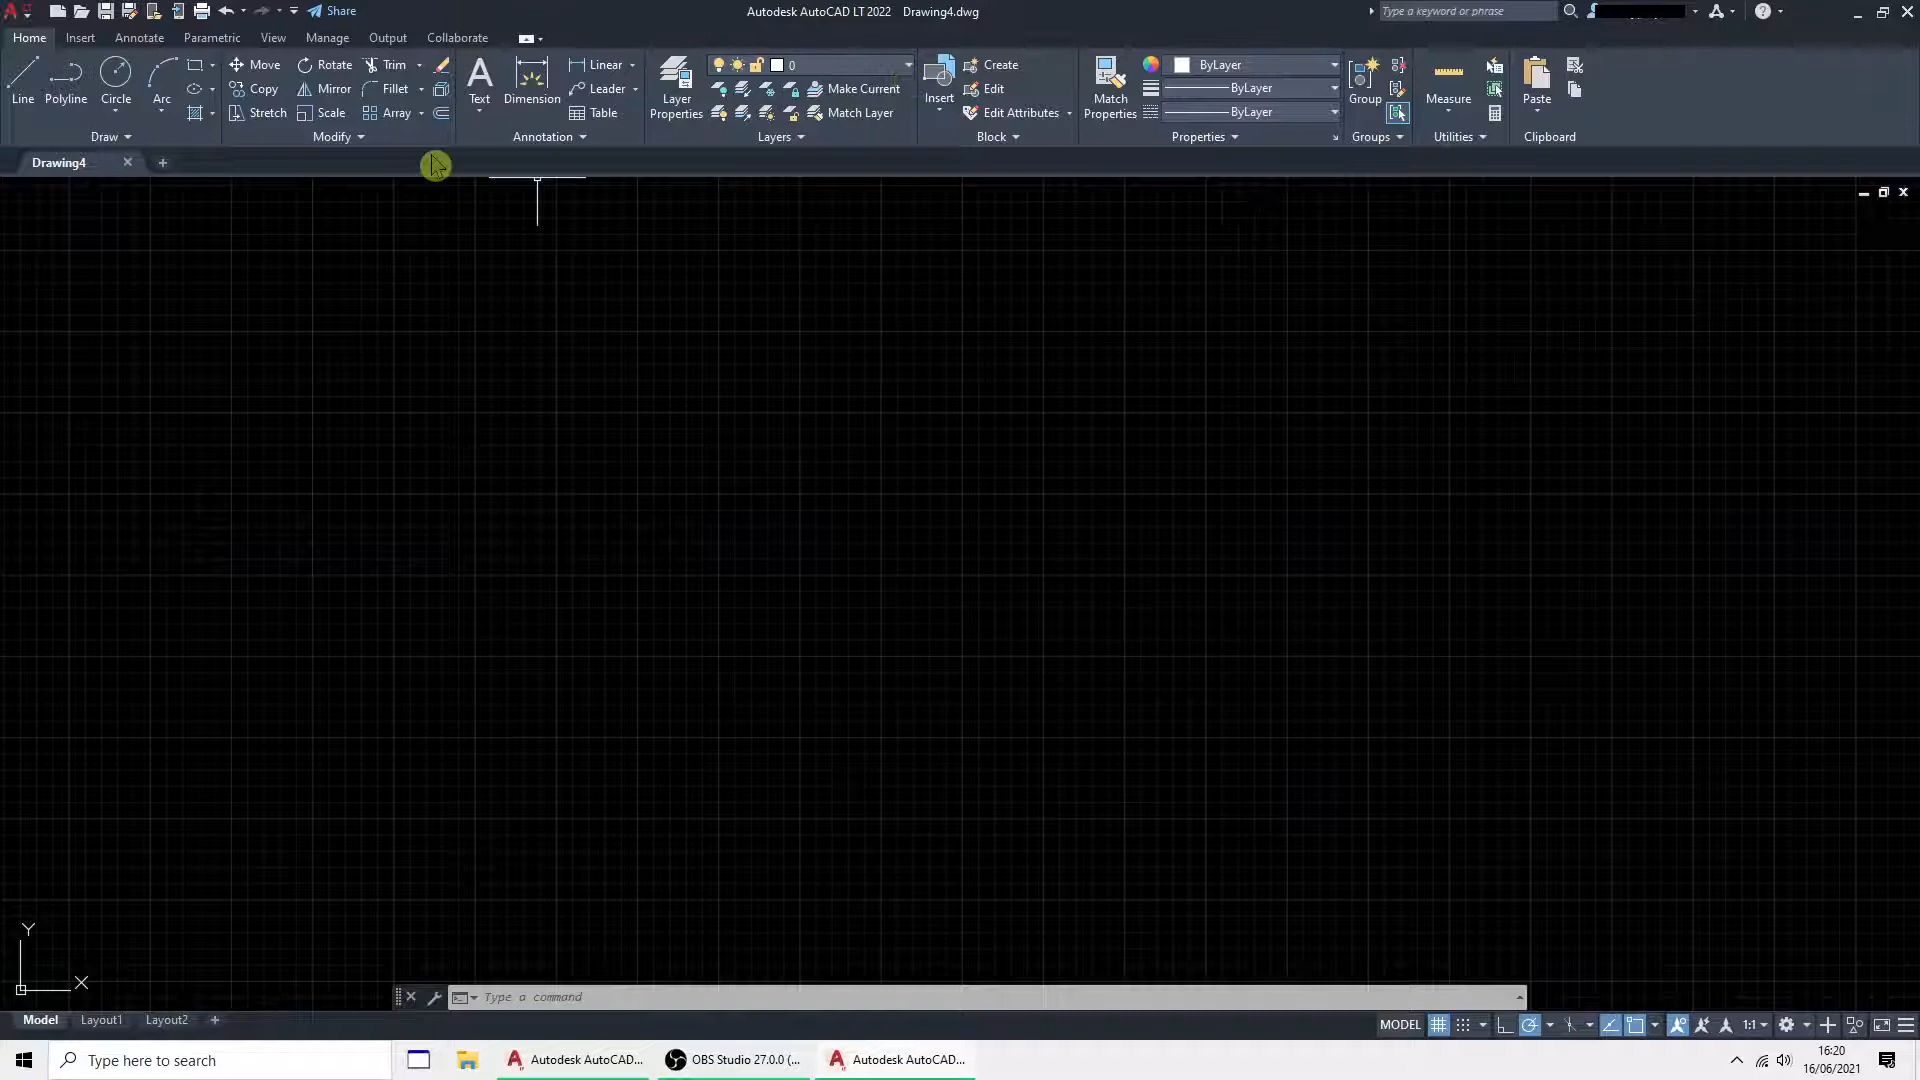 Share
Autodesk AutoCAD LT 2022 Drawing4.dwg
Type a keyword or phrase
Home Insert Annotate Parametric View Manage Output Collaborate
Line Polyline Circle Arc
Move Rotate Trim
Copy Mirror Fillet
Stretch Scale Array
Text Dimension
Linear
Leader
Table
Layer
Properties
0
Make Current
Match Layer
Insert
Create
Edit
Edit Attributes
Match
Properties
ByLayer
ByLayer
ByLayer
Group
Measure
Paste
Draw Modify Annotation Layers Block Properties Groups Utilities Clipboard
Drawing4
Y
X
Type a command
Model Layout1 Layout2
MODEL 1:1
Type here to search
Autodesk AutoCAD...
OBS Studio 27.0.0 (...
Autodesk AutoCAD...
16:20
16/06/2021